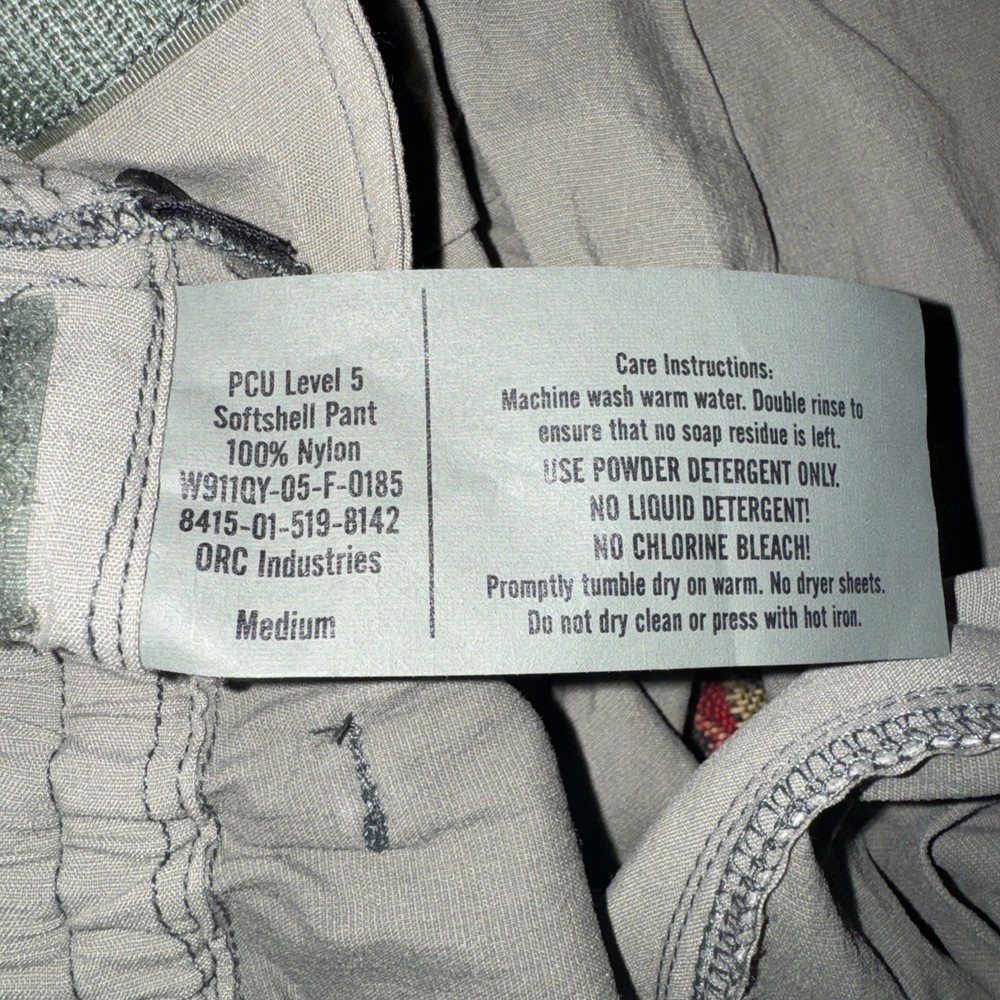 PCU Level 5
Softshell Pant
100% Nylon
W911QY-05-F-0185
8415-01-519-8142
ORC Industries
Medium
Care Instructions:
Machine wash warm water. Double rinse to
ensure that no soap residue is left.
USE POWDER DETERGENT ONLY.
NO LIQUID DETERGENT!
NO CHLORINE BLEACH!
Promptly tumble dry on warm. No dryer sheets.
Do not dry clean or press with hot iron.